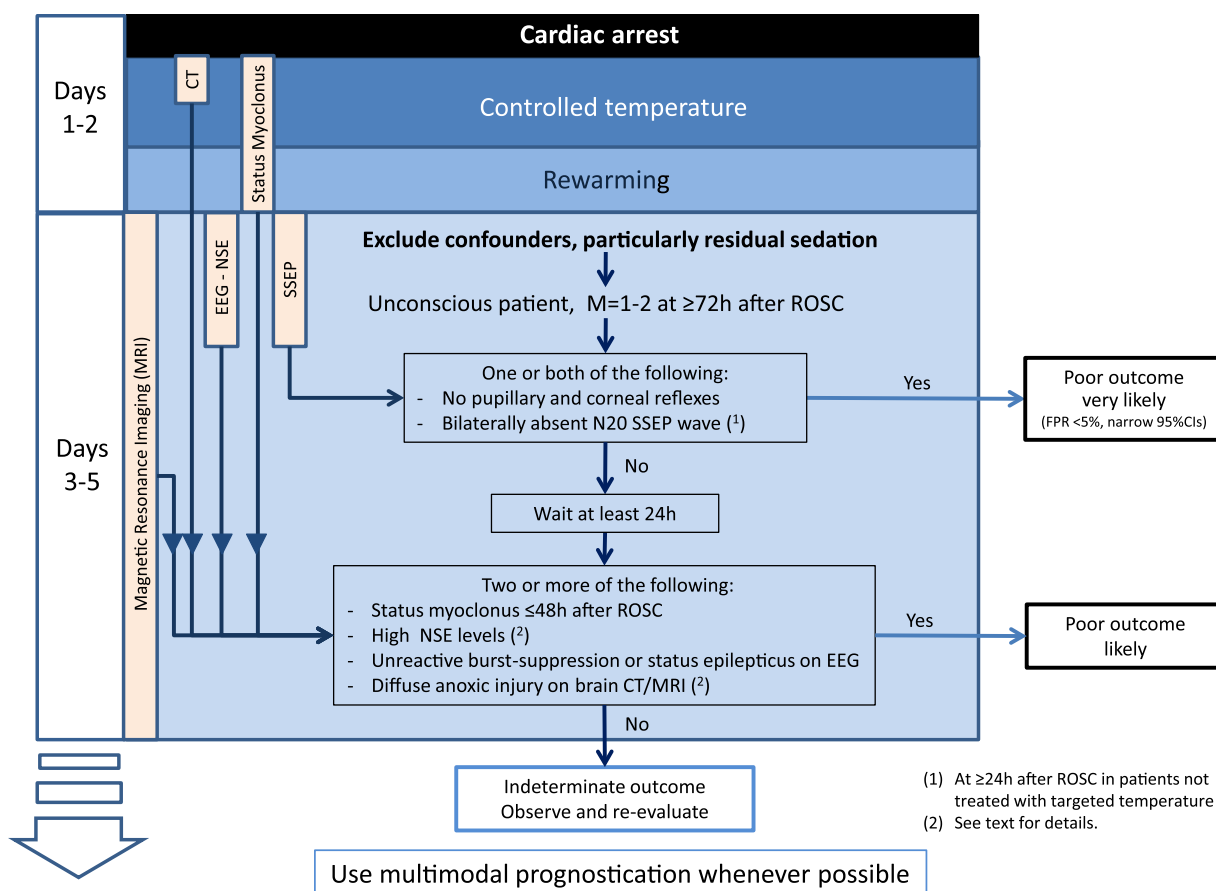 Cardiac arrest
Days
1-2
CT
Status Myoclonus
Controlled temperature
Rewarming
Days
3-5
Magnetic Resonance Imaging (MRI)
EEG - NSE
SSEP
Exclude confounders, particularly residual sedation
Unconscious patient, M=1-2 at ≥72h after ROSC
One or both of the following:
- No pupillary and corneal reflexes
- Bilaterally absent N20 SSEP wave (1)
Yes
Poor outcome
very likely
(FPR <5%, narrow 95%CIs)
No
Wait at least 24h
Two or more of the following:
- Status myoclonus ≤48h after ROSC
- High NSE levels (2)
- Unreactive burst-suppression or status epilepticus on EEG
- Diffuse anoxic injury on brain CT/MRI (2)
Yes
Poor outcome
likely
No
Indeterminate outcome
Observe and re-evaluate
(1) At ≥24h after ROSC in patients not
treated with targeted temperature
(2) See text for details.
Use multimodal prognostication whenever possible